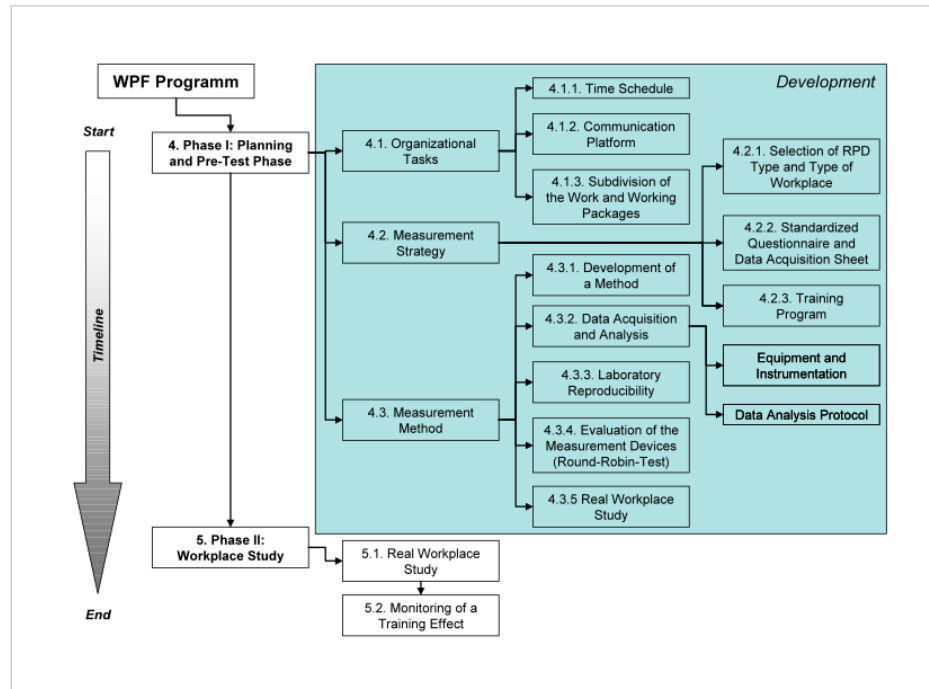 WPF Programm
Development
Start
4. Phase I: Planning
and Pre-Test Phase
4.1. Organizational
Tasks
4.1.1. Time Schedule
4.1.2. Communication
Platform
4.1.3. Subdivision of
the Work and Working
Packages
4.2. Measurement
Strategy
4.2.1. Selection of RPD
Type and Type of
Workplace
4.2.2. Standardized
Questionnaire and
Data Acquisition Sheet
4.2.3. Training
Program
4.3. Measurement
Method
4.3.1. Development of
a Method
4.3.2. Data Acquisition
and Analysis
Equipment and
Instrumentation
Data Analysis Protocol
4.3.3. Laboratory
Reproducibility
4.3.4. Evaluation of the
Measurement Devices
(Round-Robin-Test)
4.3.5 Real Workplace
Study
Timeline
5. Phase II:
Workplace Study
5.1. Real Workplace
Study
5.2. Monitoring of a
Training Effect
End